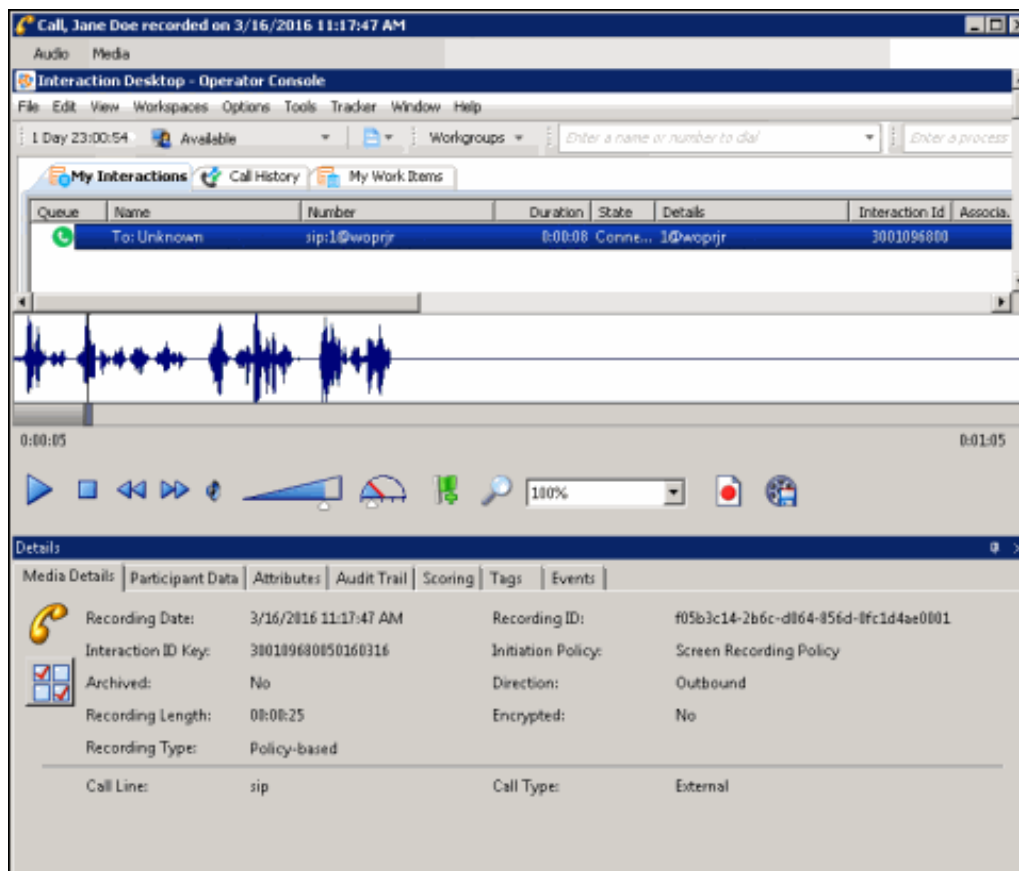 Call, Jane Doe recorded on 3/16/2016 11:17:47 AM
Audio Media
Interaction Desktop - Operator Console
File Edit View Workspaces Options Tools Tracker Window Help
1 Day 23:00:54 Available Workgroups Enter a name or number to dial Enter a process
My Interactions Call History My Work Items
Queue Name Number Duration State Details Interaction Id Associa.
To: Unknown sip:1@woprjr 0:00:08 Conne... 1@woprjr 3001096800
0:00:05 0:01:05
100%
Details
Media Details Participant Data Attributes Audit Trail Scoring Tags Events
Recording Date: 3/16/2016 11:17:47 AM Recording ID: f05b3c14-2b6c-d864-856d-0fc1d4ae0001
Interaction ID Key: 300109680050160316 Initiation Policy: Screen Recording Policy
Archived: No Direction: Outbound
Recording Length: 00:00:25 Encrypted: No
Recording Type: Policy-based
Call Line: sip Call Type: External